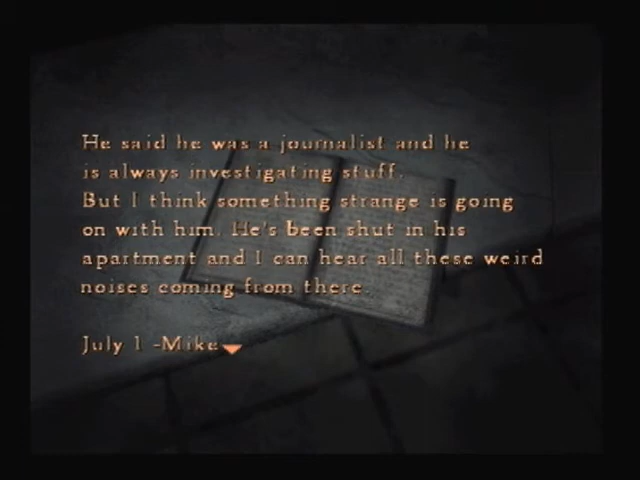 He said he was a journalist and he
is always investigating stuff.
But I think something strange is going
on with him. He's been shut in his
apartment and I can hear all these weird
noises coming from there.
July 1 -Mike